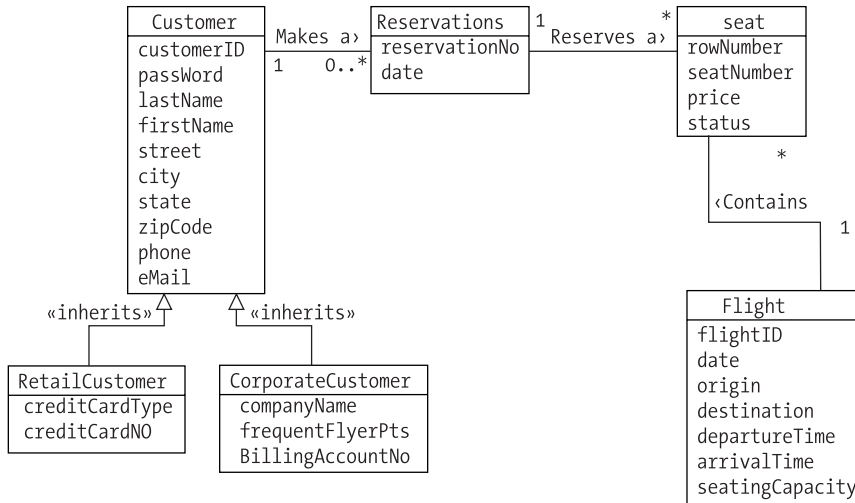 Customer
customerID
passWord
lastName
firstName
street
city
state
zipCode
phone
eMail
Makes a›
1 0..*
Reservations
reservationNo
date
1 *
Reserves a›
seat
rowNumber
seatNumber
price
status
*
‹Contains
1
«inherits» «inherits»
RetailCustomer
creditCardType
creditCardNO
CorporateCustomer
companyName
frequentFlyerPts
BillingAccountNo
Flight
flightID
date
origin
destination
departureTime
arrivalTime
seatingCapacity